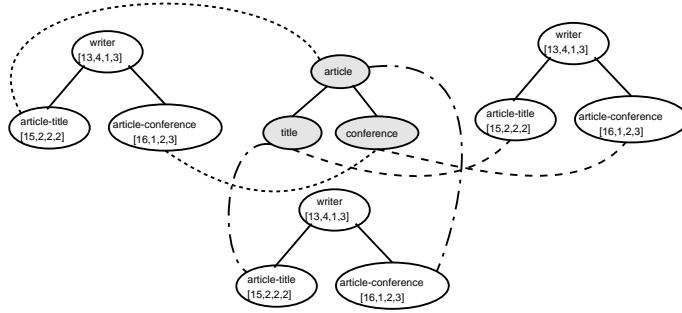 writer
[13,4,1,3]
article-title
[15,2,2,2]
article-conference
[16,1,2,3]
article
title
conference
writer
[13,4,1,3]
article-title
[15,2,2,2]
article-conference
[16,1,2,3]
writer
[13,4,1,3]
article-title
[15,2,2,2]
article-conference
[16,1,2,3]